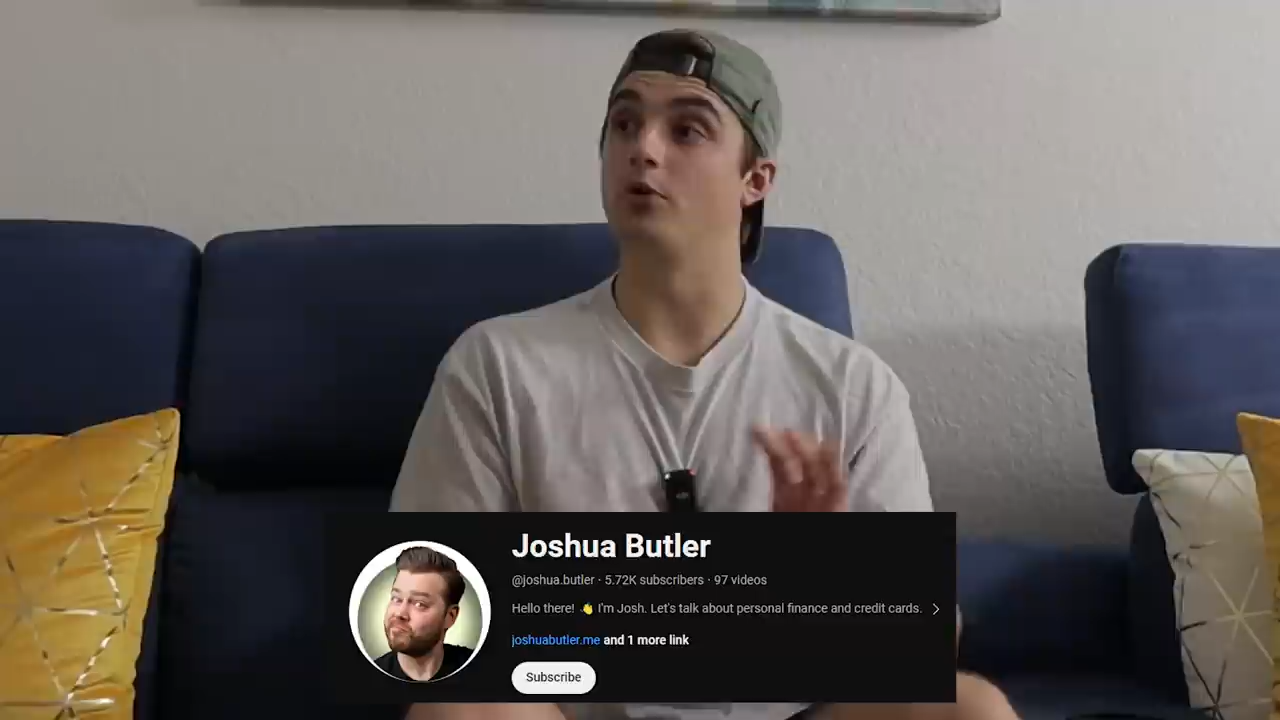 Joshua Butler
@joshua.butler · 5.72K subscribers · 97 videos
Hello there! 👋 I'm Josh. Let's talk about personal finance and credit cards.
joshuabutler.me and 1 more link
Subscribe